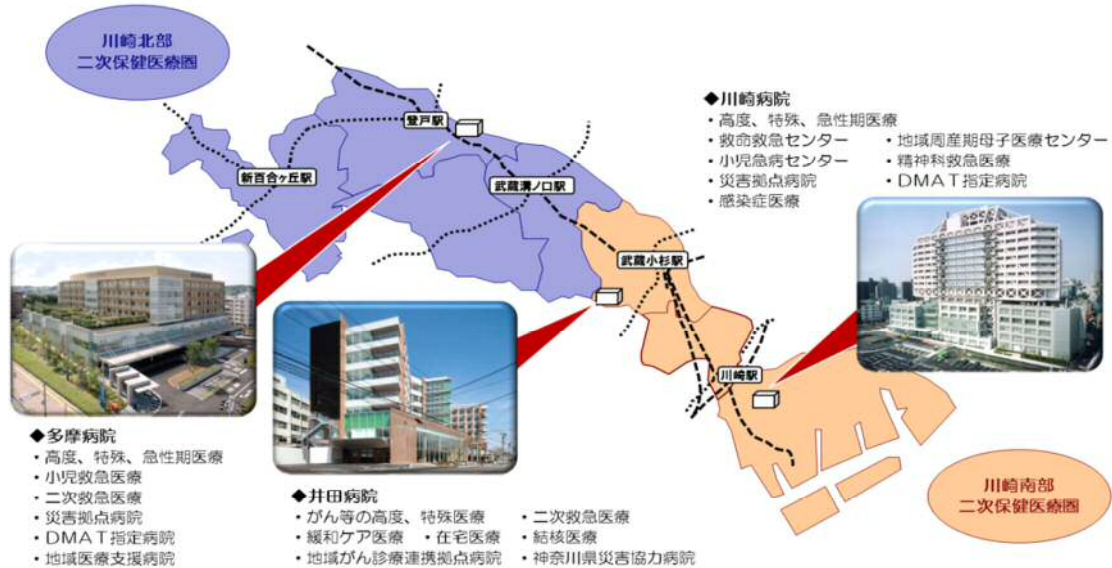 川崎北部
二次保健医療圏
登戸駅
新百合ヶ丘駅
武蔵溝ノ口駅
武蔵小杉駅
川崎駅
◆川崎病院
・高度、特殊、急性期医療
・救命救急センター ・地域周産期母子医療センター
・小児急病センター ・精神科救急医療
・災害拠点病院 ・DMAT指定病院
・感染症医療
◆多摩病院
・高度、特殊、急性期医療
・小児救急医療
・二次救急医療
・災害拠点病院
・DMAT指定病院
・地域医療支援病院
◆井田病院
・がん等の高度、特殊医療 ・二次救急医療
・緩和ケア医療 ・在宅医療 ・結核医療
・地域がん診療連携拠点病院 ・神奈川県災害協力病院
川崎南部
二次保健医療圏